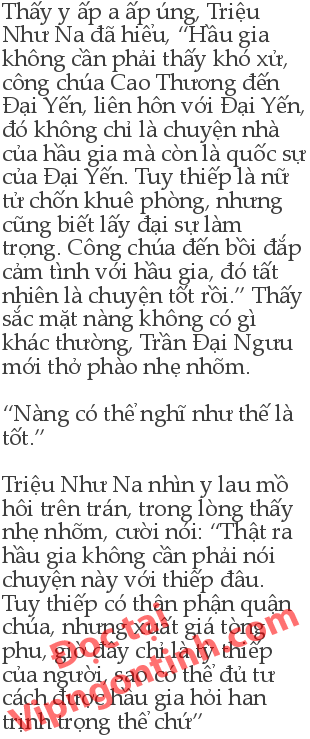 Thấy y ấp a ấp úng, Triệu
Như Na đã hiểu, “Hầu gia
không cần phải thấy khó xử,
công chúa Cao Thương đến
Đại Yến, liên hôn với Đại Yến,
đó không chỉ là chuyện nhà
của hầu gia mà còn là quốc sự
của Đại Yến. Tuy thiếp là nữ
tử chốn khuê phòng, nhưng
cũng biết lấy đại sự làm
trọng. Công chúa đến bồi đắp
cảm tình với hầu gia, đó tất
nhiên là chuyện tốt rồi.” Thấy
sắc mặt nàng không có gì
khác thường, Trần Đại Ngưu
mới thở phào nhẹ nhõm.
“Nàng có thể nghĩ như thế là
tốt.”
Triệu Như Na nhìn y lau mồ
hôi trên trán, trong lòng thấy
nhẹ nhõm, cười nói: “Thật ra
hầu gia không cần phải nói
chuyện này với thiếp đâu.
Tuy thiếp có thân phận quận
chúa, nhưng xuất giá tòng
phu, giờ đây chỉ là tỳ thiếp
của người, sao có thể đủ tư
cách được hầu gia hỏi han
trịnh trọng thế chứ”
Đọc tại
Vipngontinh.com